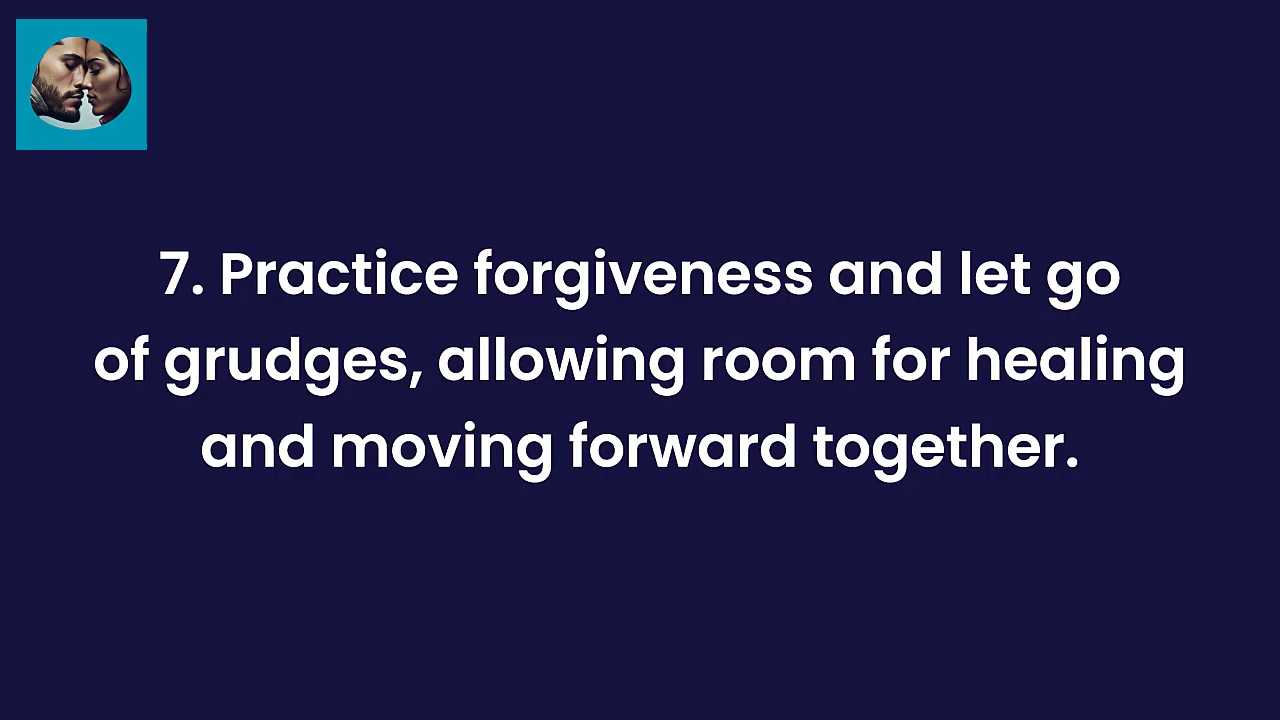 7. Practice forgiveness and let go
of grudges, allowing room for healing
and moving forward together.